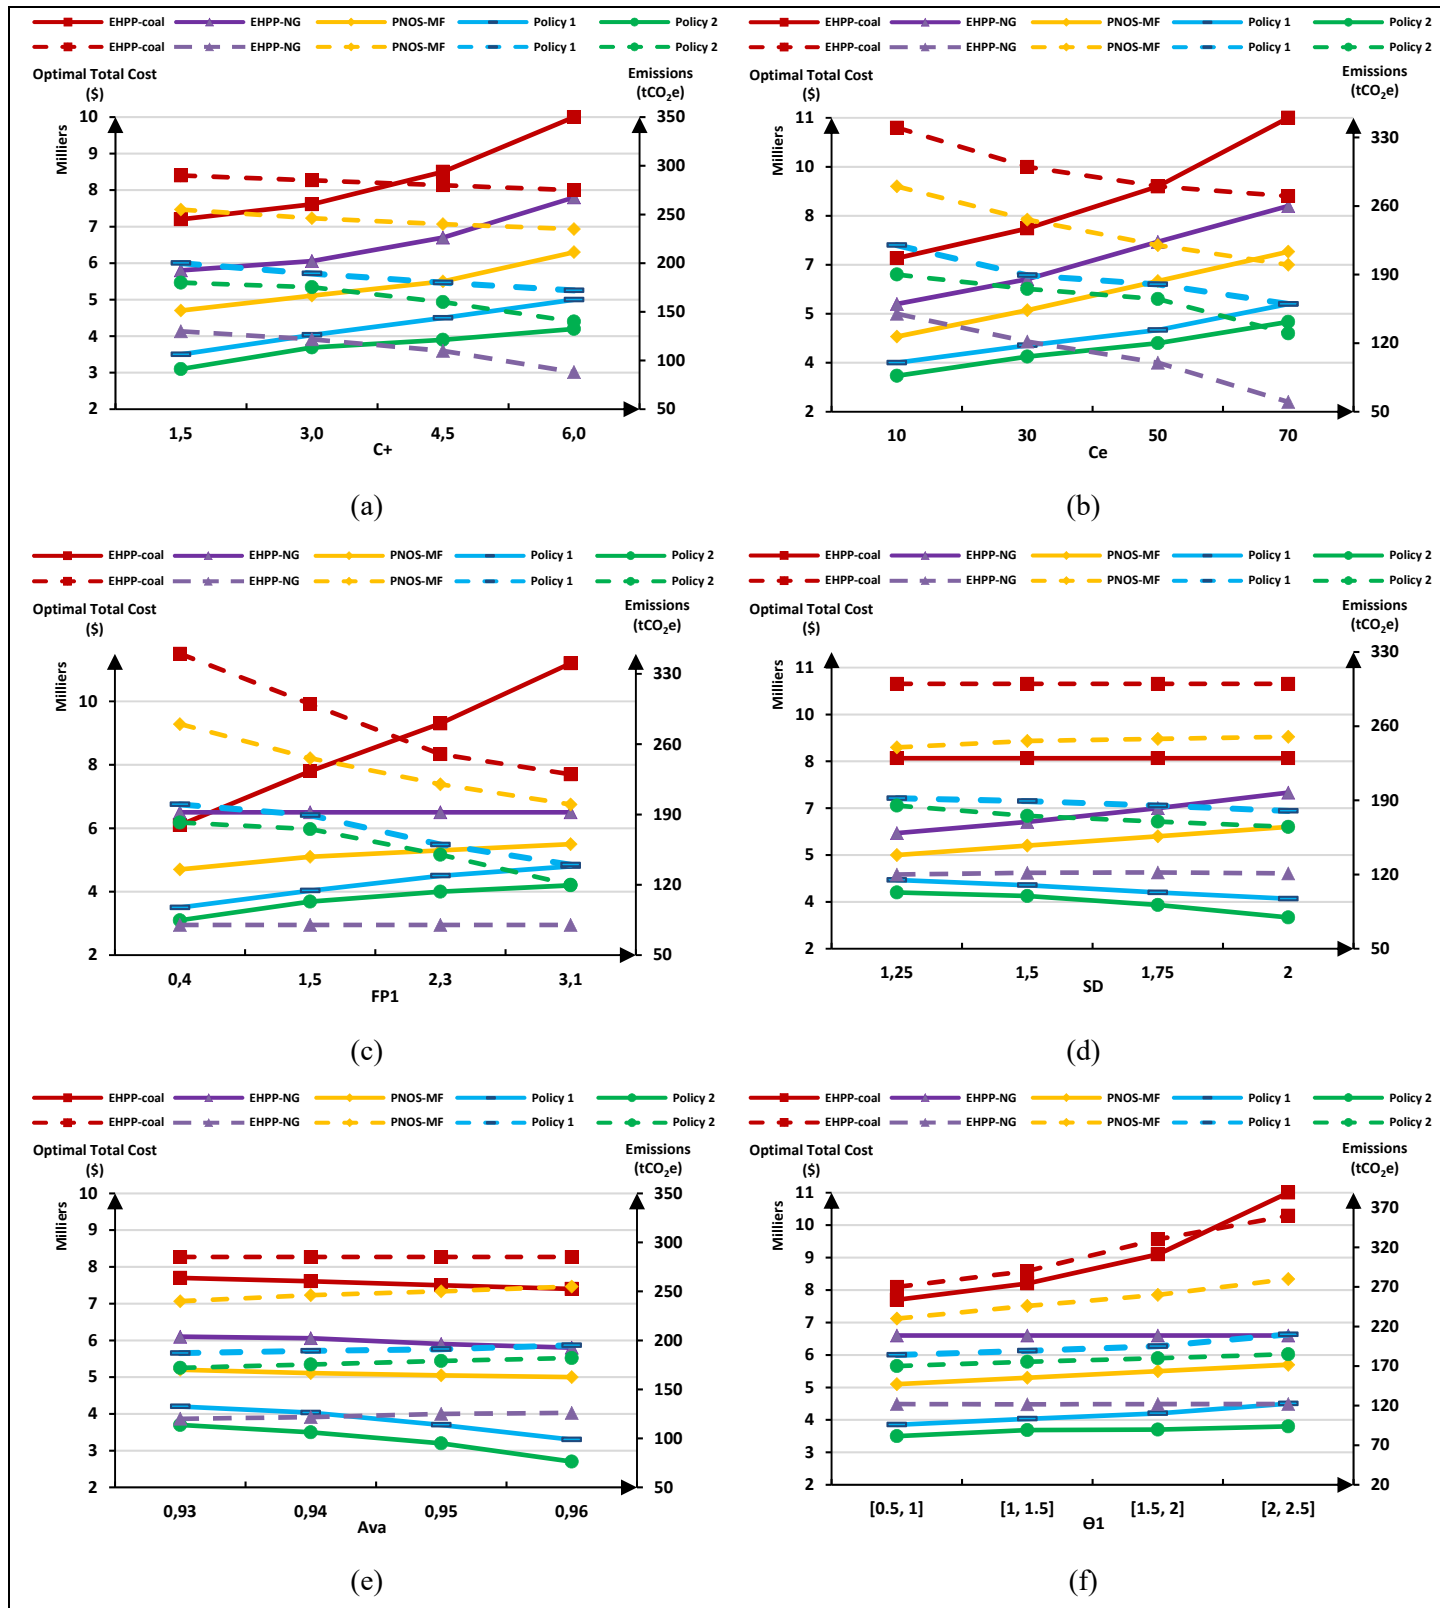 EHPP-coal EHPP-NG PNOS-MF Policy 1 Policy 2
EHPP-coal EHPP-NG PNOS-MF Policy 1 Policy 2
Optimal Total Cost ($)
Emissions (tCO₂e)
Milliers
10 350
9 300
8 250
7
6 200
5 150
4 100
3
2 50
1,5 3,0 4,5 6,0
C+
(a)
EHPP-coal EHPP-NG PNOS-MF Policy 1 Policy 2
EHPP-coal EHPP-NG PNOS-MF Policy 1 Policy 2
Optimal Total Cost ($)
Emissions (tCO₂e)
Milliers
11 330
10 260
8 190
7
5 120
4
2 50
10 30 50 70
Ce
(b)
EHPP-coal EHPP-NG PNOS-MF Policy 1 Policy 2
EHPP-coal EHPP-NG PNOS-MF Policy 1 Policy 2
Optimal Total Cost ($)
Emissions (tCO₂e)
Milliers
10 330
8 260
6 190
4 120
2 50
0,4 1,5 2,3 3,1
FP1
(c)
EHPP-coal EHPP-NG PNOS-MF Policy 1 Policy 2
EHPP-coal EHPP-NG PNOS-MF Policy 1 Policy 2
Optimal Total Cost ($)
Emissions (tCO₂e)
Milliers
11 330
10 260
8 190
7
5 120
4
2 50
1,25 1,5 1,75 2
SD
(d)
EHPP-coal EHPP-NG PNOS-MF Policy 1 Policy 2
EHPP-coal EHPP-NG PNOS-MF Policy 1 Policy 2
Optimal Total Cost ($)
Emissions (tCO₂e)
Milliers
10 350
9 300
8 250
7
6 200
5 150
4 100
3
2 50
0,93 0,94 0,95 0,96
Ava
(e)
EHPP-coal EHPP-NG PNOS-MF Policy 1 Policy 2
EHPP-coal EHPP-NG PNOS-MF Policy 1 Policy 2
Optimal Total Cost ($)
Emissions (tCO₂e)
Milliers
11 370
10 320
9 270
8 220
7
6 170
5 120
4 70
3
2 20
[0.5, 1] [1, 1.5] [1.5, 2] [2, 2.5]
ϴ1
(f)